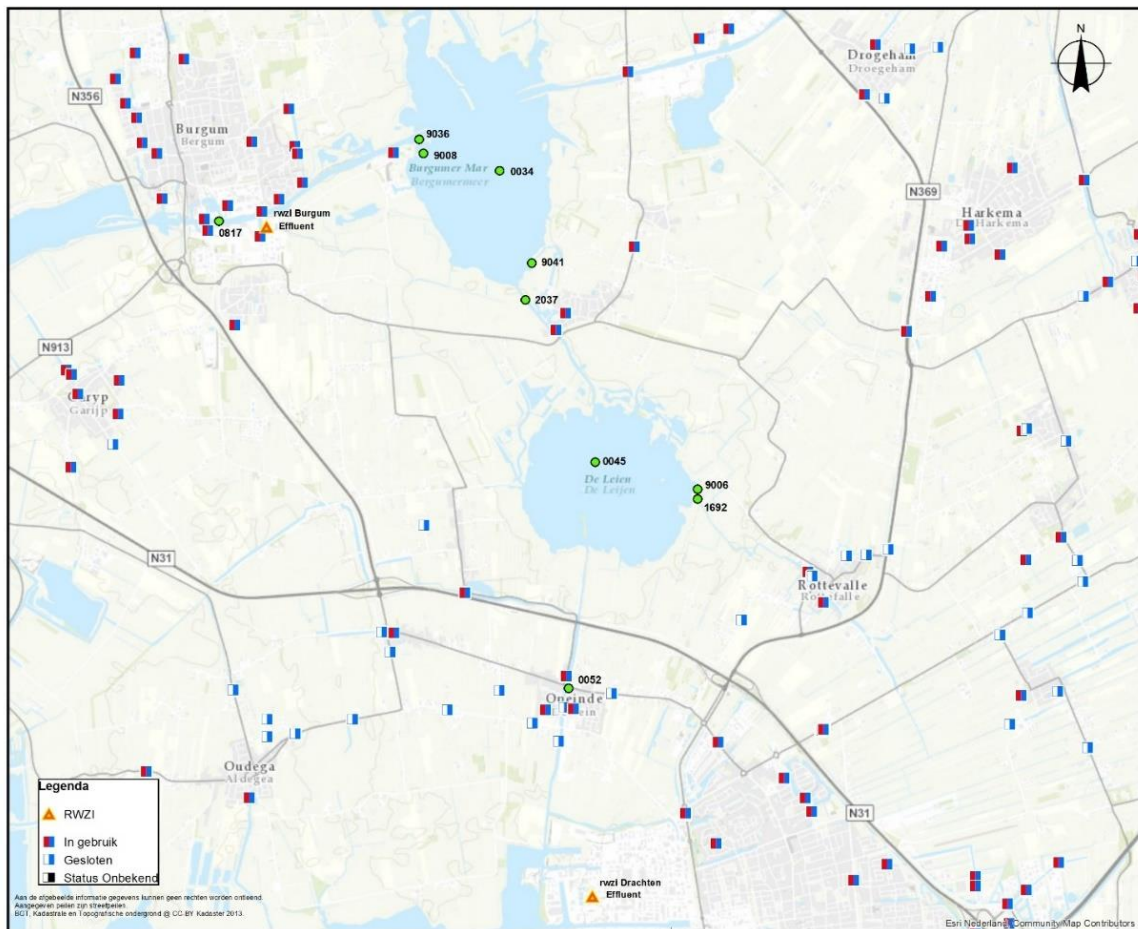 N
Drogeham
Droegeham
N356
Burgum
Bergum
9036
9008
Burgumer Mar
Bergumermeer
0034
N369
Harkema
De Harkema
rwzi Burgum
Effluent
0817
9041
2037
N913
Garyp
Garijp
0045
De Leien
De Leijen
9006
1692
N31
Rottevalle
Rottefalle
0052
Opeinde
Oudega
Aldegea
Legenda
RWZI
In gebruik
Gesloten
Status Onbekend
N31
rwzi Drachten
Effluent
Aan de afgebeelde informatie gegevens kunnen geen rechten worden ontleend.
Aangegeven peilen zijn streefpeilen.
BGT, Kadastrale en Topografische ondergrond @ CC-BY Kadaster 2013.
Esri Nederland, Community Map Contributors